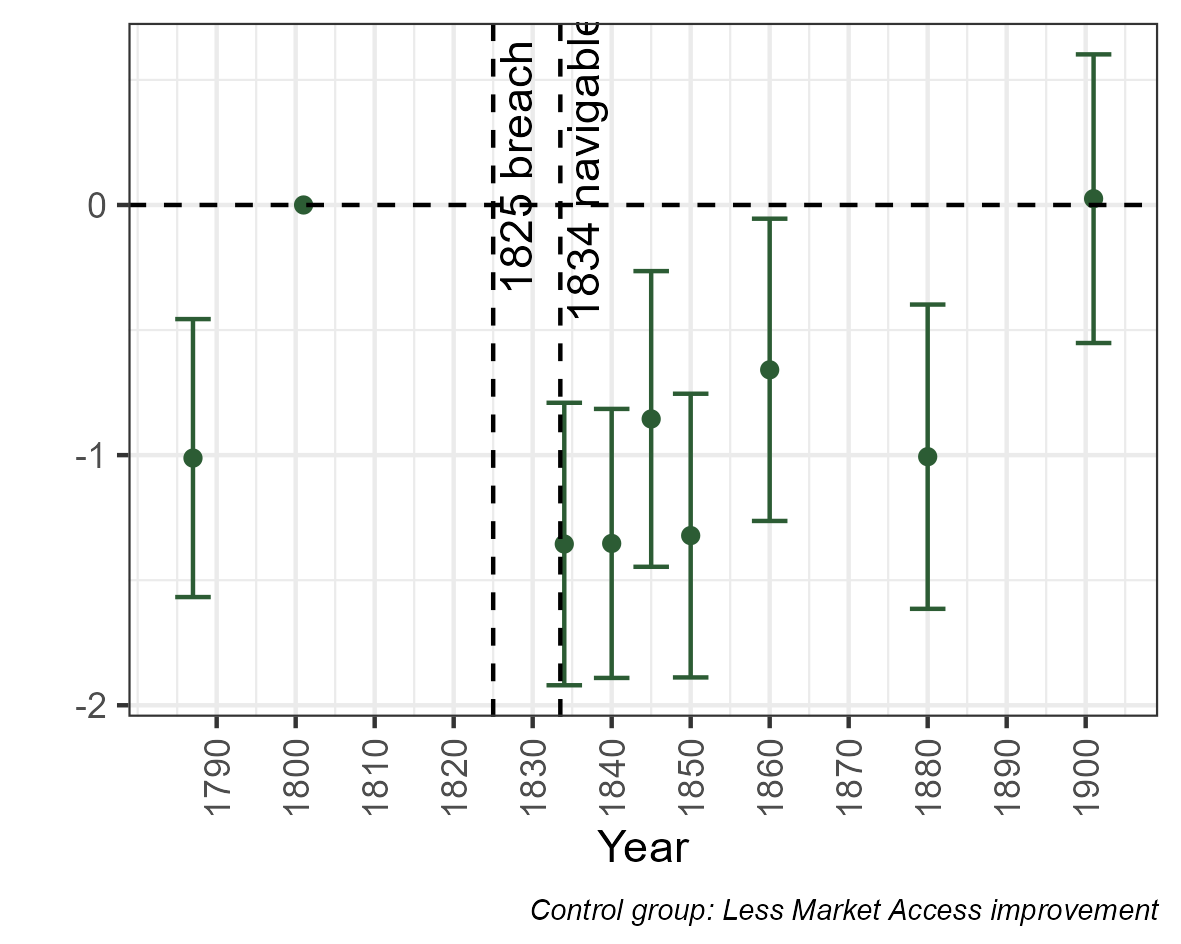 1825 breach
1834 navigable
0
-1
-2
1790 1800 1810 1820 1830 1840 1850 1860 1870 1880 1890 1900
Year
Control group: Less Market Access improvement